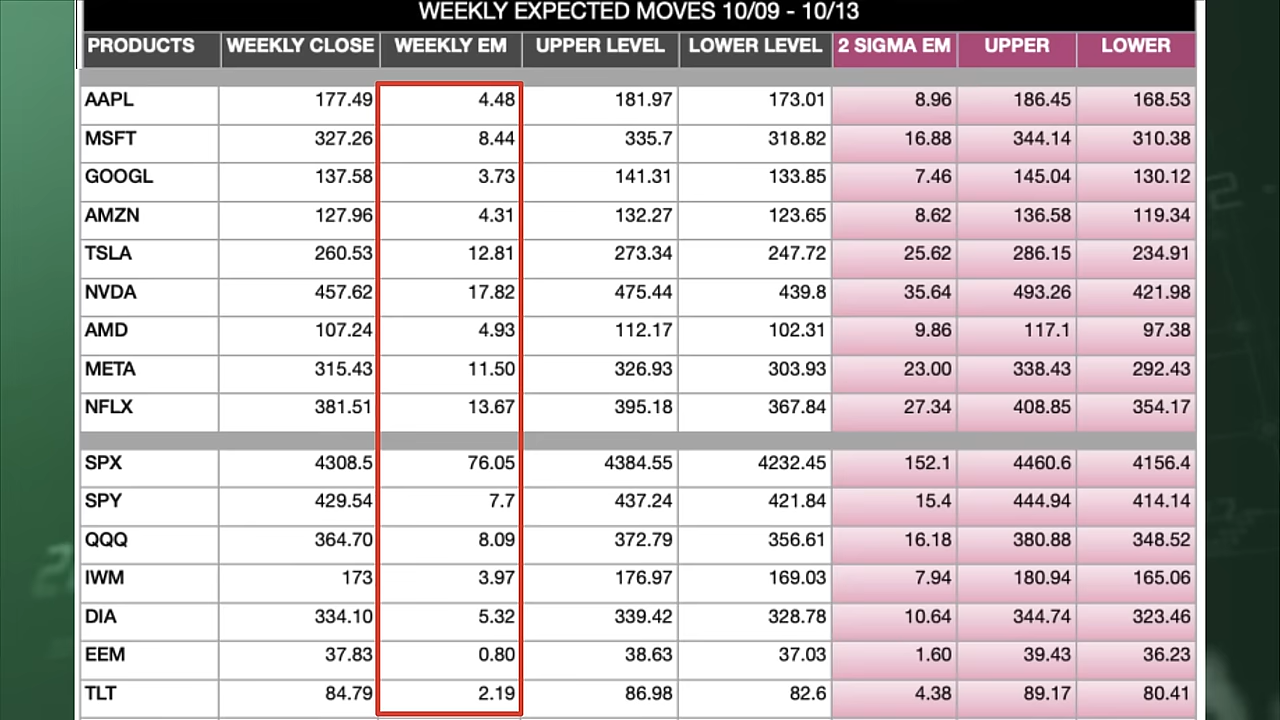 WEEKLY EXPECTED MOVES 10/09 - 10/13
PRODUCTS WEEKLY CLOSE WEEKLY EM UPPER LEVEL LOWER LEVEL 2 SIGMA EM UPPER LOWER
AAPL 177.49 4.48 181.97 173.01 8.96 186.45 168.53
MSFT 327.26 8.44 335.7 318.82 16.88 344.14 310.38
GOOGL 137.58 3.73 141.31 133.85 7.46 145.04 130.12
AMZN 127.96 4.31 132.27 123.65 8.62 136.58 119.34
TSLA 260.53 12.81 273.34 247.72 25.62 286.15 234.91
NVDA 457.62 17.82 475.44 439.8 35.64 493.26 421.98
AMD 107.24 4.93 112.17 102.31 9.86 117.1 97.38
META 315.43 11.50 326.93 303.93 23.00 338.43 292.43
NFLX 381.51 13.67 395.18 367.84 27.34 408.85 354.17
SPX 4308.5 76.05 4384.55 4232.45 152.1 4460.6 4156.4
SPY 429.54 7.7 437.24 421.84 15.4 444.94 414.14
QQQ 364.70 8.09 372.79 356.61 16.18 380.88 348.52
IWM 173 3.97 176.97 169.03 7.94 180.94 165.06
DIA 334.10 5.32 339.42 328.78 10.64 344.74 323.46
EEM 37.83 0.80 38.63 37.03 1.60 39.43 36.23
TLT 84.79 2.19 86.98 82.6 4.38 89.17 80.41